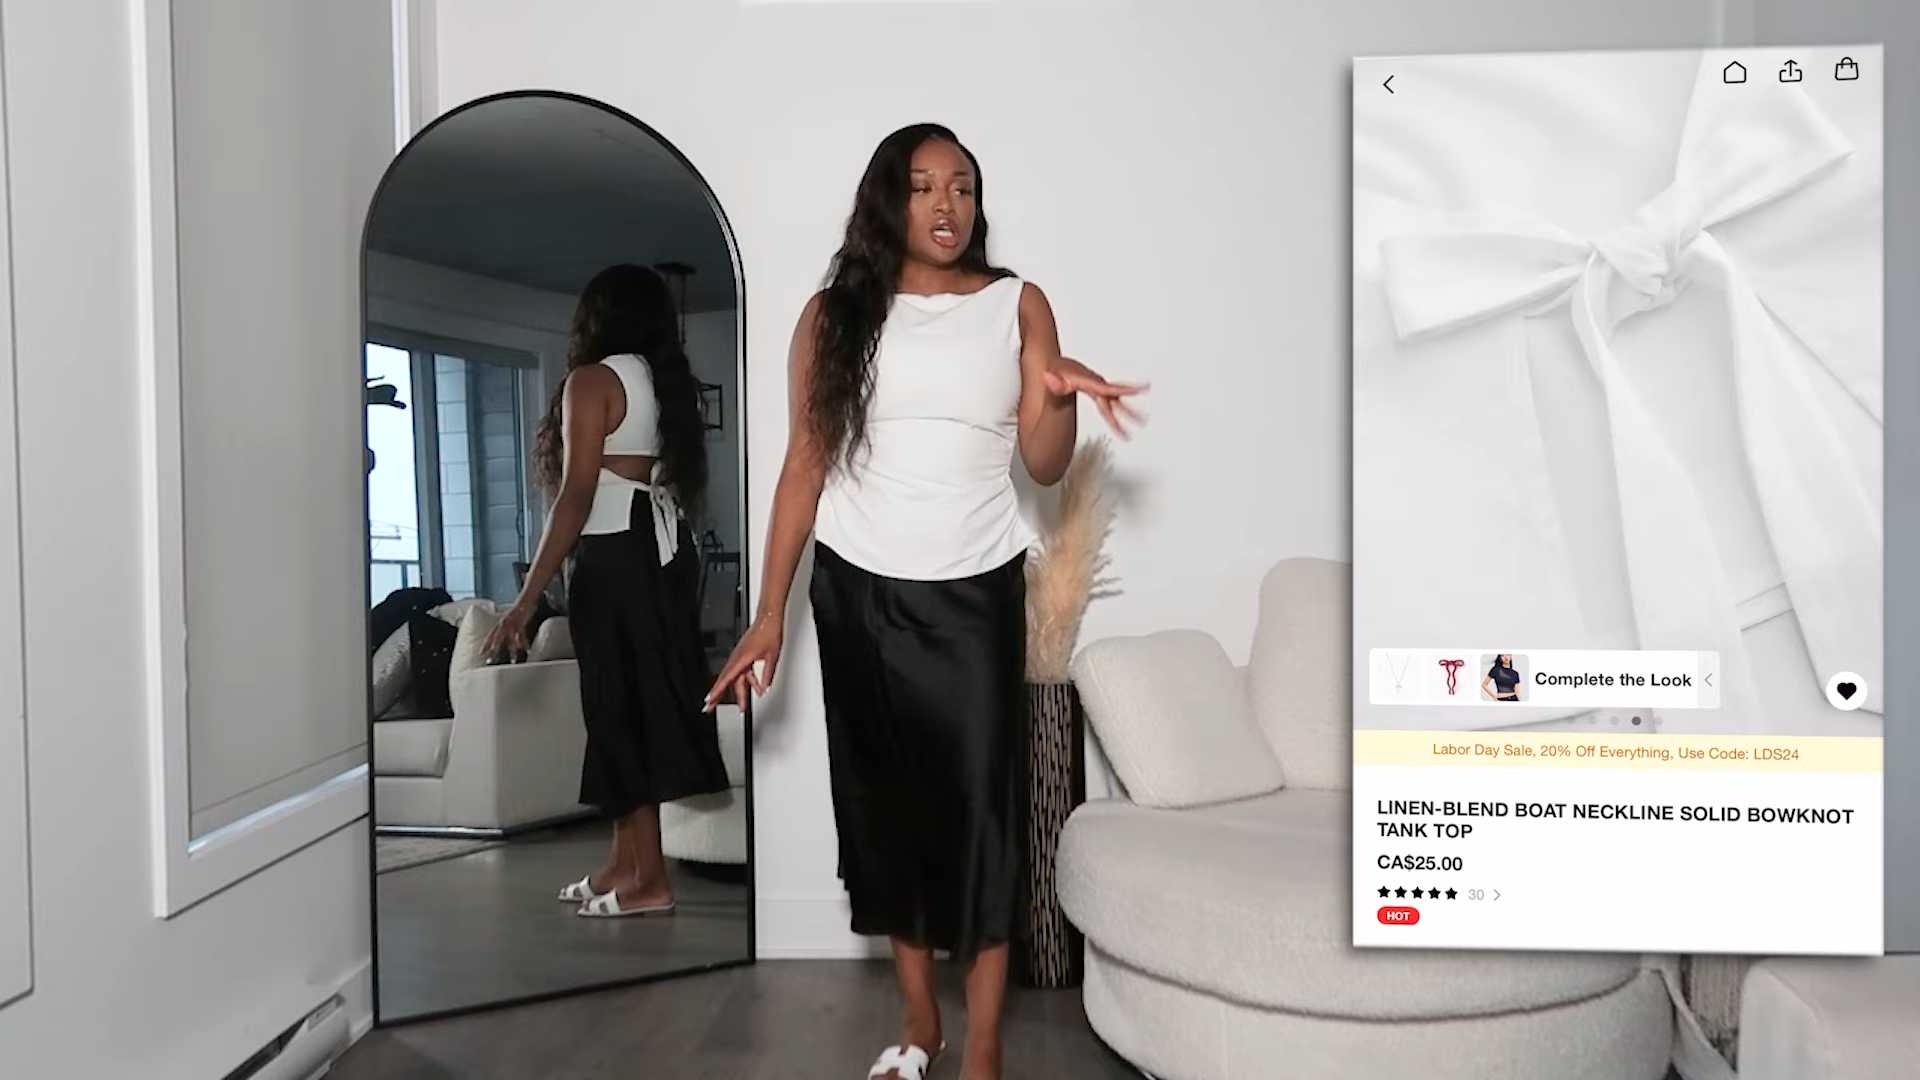 Complete the Look
Labor Day Sale, 20% Off Everything, Use Code: LDS24
LINEN-BLEND BOAT NECKLINE SOLID BOWKNOT
TANK TOP
CA$25.00
30
HOT